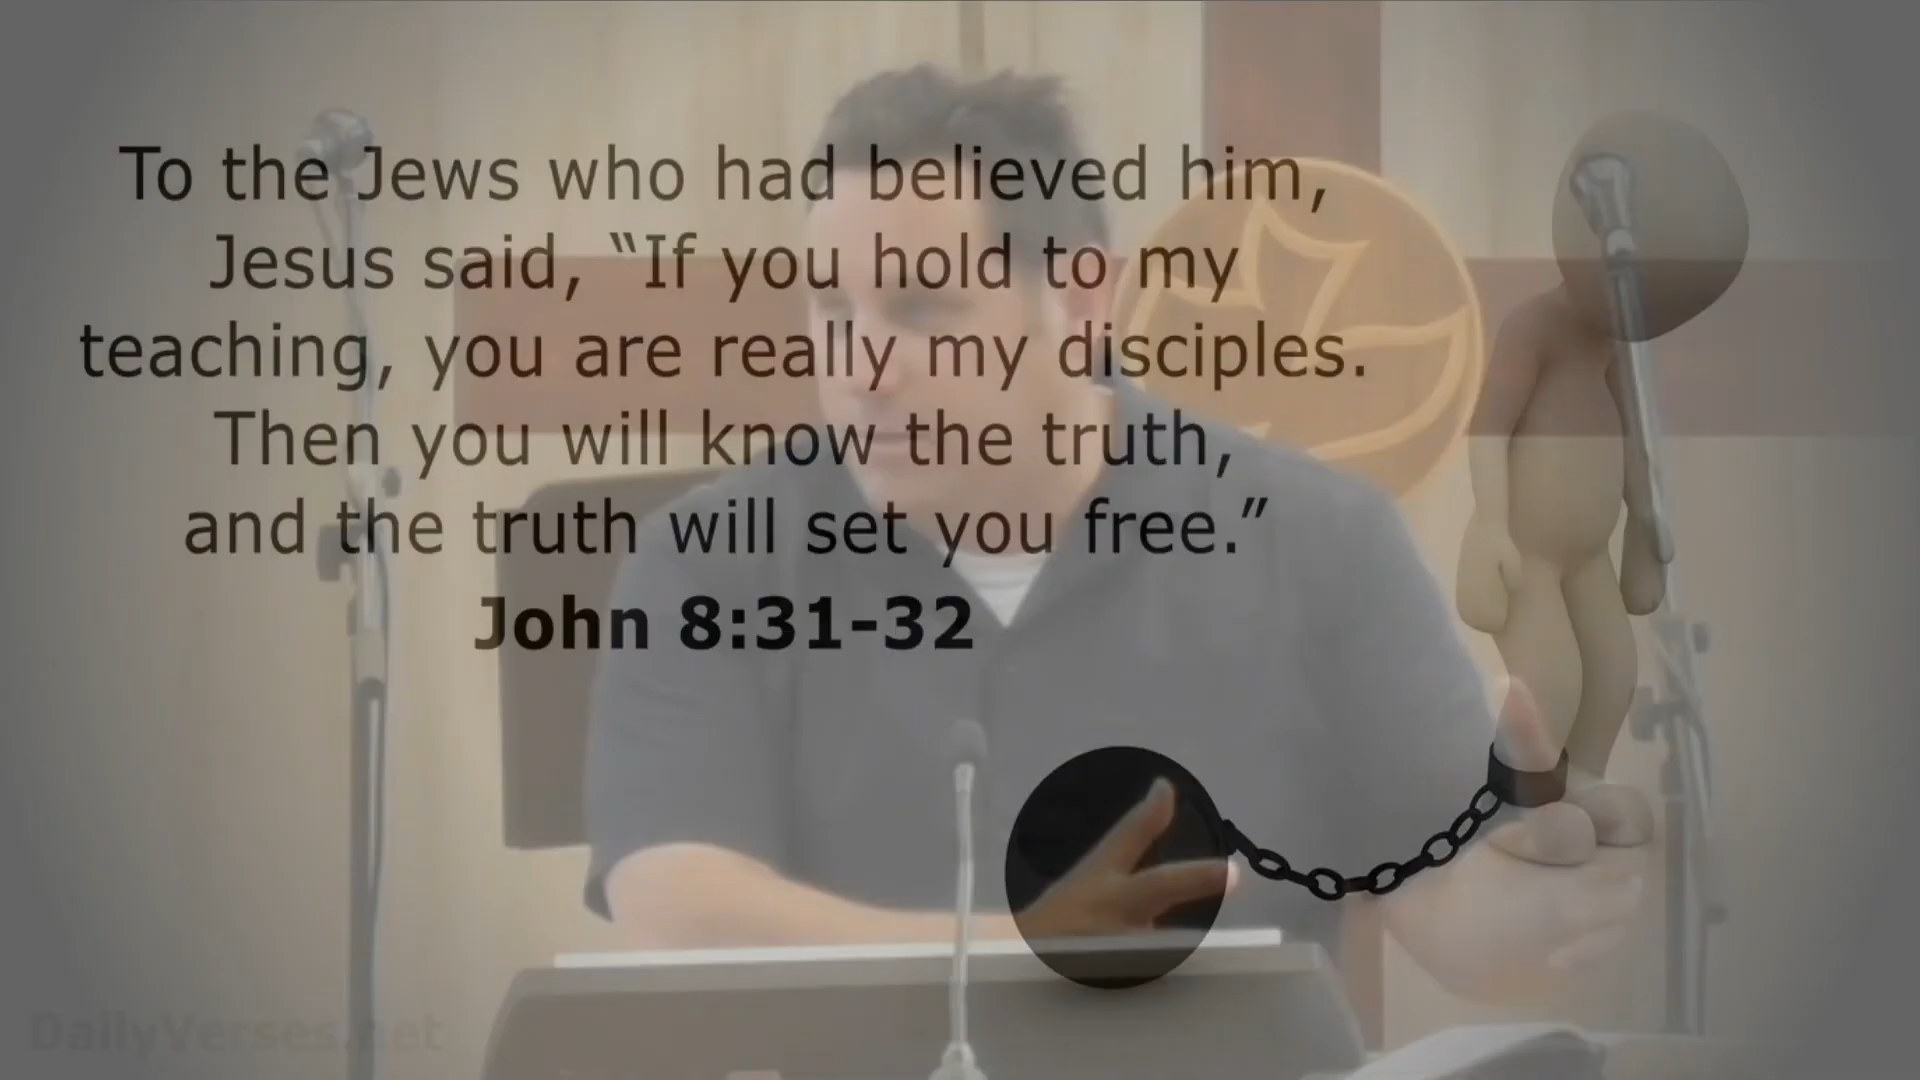 To the Jews who had believed him,
Jesus said, “If you hold to my
teaching, you are really my disciples.
Then you will know the truth,
and the truth will set you free.”
John 8:31-32
DailyVerses.net